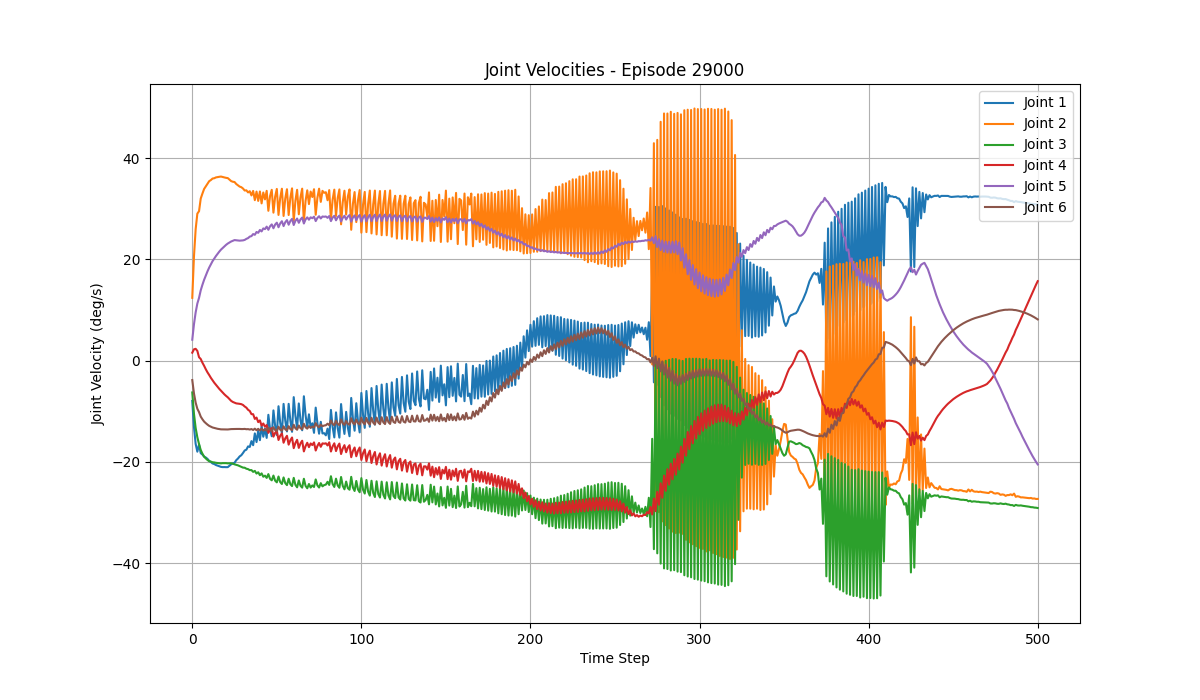 Joint Velocities - Episode 29000
Joint 1
Joint 2
Joint 3
Joint 4
Joint 5
Joint 6
Joint Velocity (deg/s)
40
20
0
−20
−40
0 100 200 300 400 500
Time Step